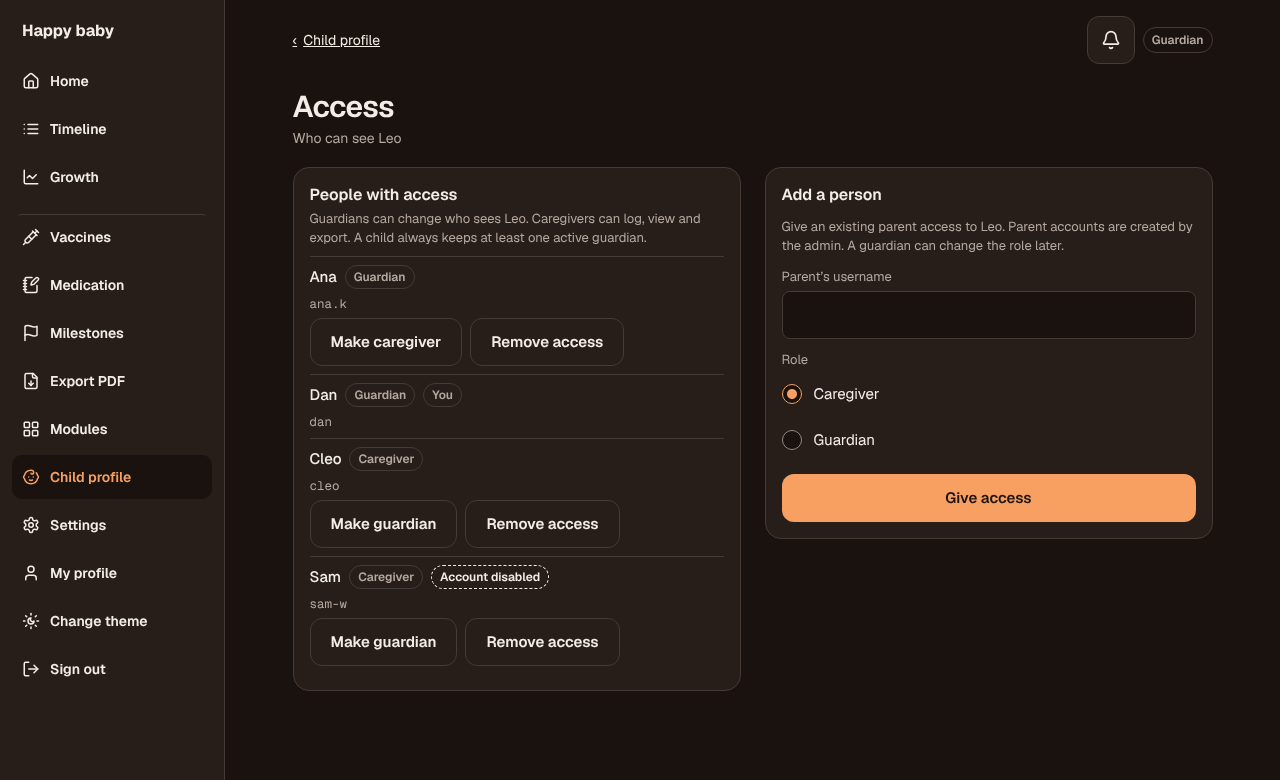 Happy baby
Home
Timeline
Growth
Vaccines
Medication
Milestones
Export PDF
Modules
Child profile
Settings
My profile
Change theme
Sign out
‹ Child profile
Guardian
Access
Who can see Leo
People with access
Guardians can change who sees Leo. Caregivers can log, view and
export. A child always keeps at least one active guardian.
Ana Guardian
ana.k
Make caregiver Remove access
Dan Guardian You
dan
Cleo Caregiver
cleo
Make guardian Remove access
Sam Caregiver Account disabled
sam-w
Make guardian Remove access
Add a person
Give an existing parent access to Leo. Parent accounts are created by
the admin. A guardian can change the role later.
Parent's username
Role
Caregiver
Guardian
Give access